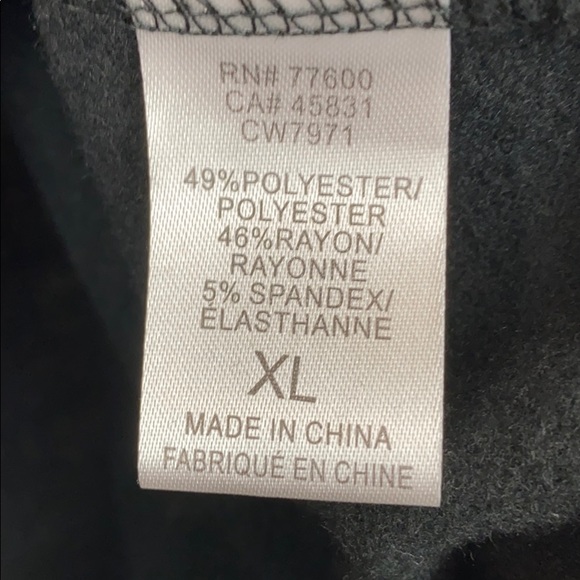 RN# 77600
CA# 45831
CW7971
49%POLYESTER/
POLYESTER
46%RAYON/
RAYONNE
5% SPANDEX/
ÉLASTHANNE
XL
MADE IN CHINA
FABRIQUÉ EN CHINE